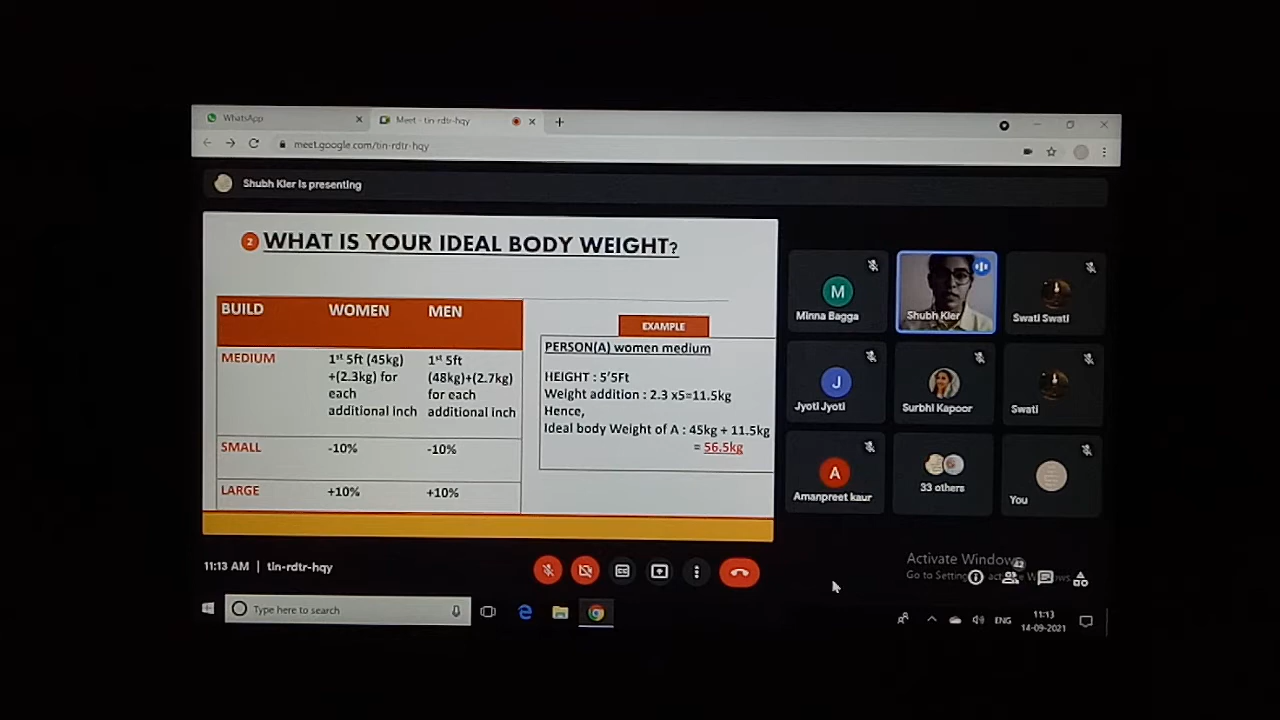 WhatsApp
Meet - tin-rdtr-hqy
meet.google.com/tin-rdtr-hqy
Shubh Kler is presenting
2 WHAT IS YOUR IDEAL BODY WEIGHT?
BUILD WOMEN MEN
MEDIUM
1st 5ft (45kg)
+(2.3kg) for
each
additional inch
1st 5ft
(48kg)+(2.7kg)
for each
additional inch
SMALL -10% -10%
LARGE +10% +10%
EXAMPLE
PERSON(A) women medium
HEIGHT : 5'5Ft
Weight addition : 2.3 x5=11.5kg
Hence,
Ideal body Weight of A : 45kg + 11.5kg
= 56.5kg
M
Minna Bagga
Shubh Kler
Swati Swati
J
Jyoti Jyoti
Surbhi Kapoor
Swati
A
Amanpreet kaur
33 others
You
11:13 AM | tin-rdtr-hqy
Activate Windows
Go to Setting
42
Type here to search
ENG
11:13
14-09-2021